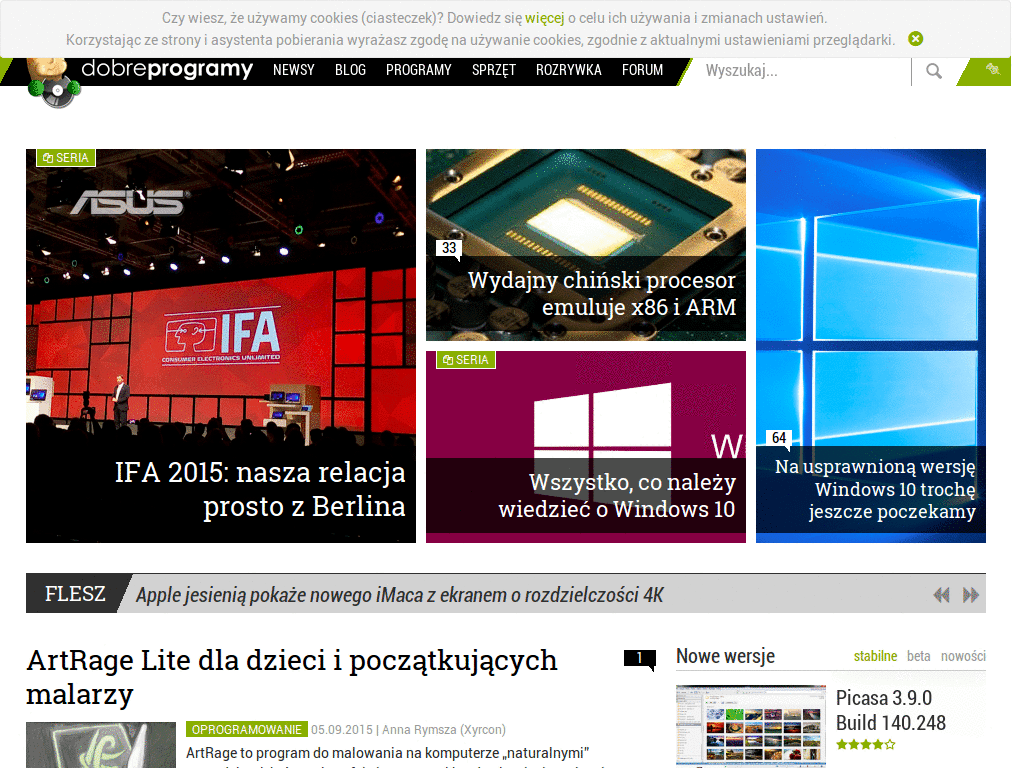 Czy wiesz, że używamy cookies (ciasteczek)? Dowiedz się więcej o celu ich używania i zmianach ustawień.
Korzystając ze strony i asystenta pobierania wyrażasz zgodę na używanie cookies, zgodnie z aktualnymi ustawieniami przeglądarki.
dobreprogramy NEWSY BLOG PROGRAMY SPRZĘT ROZRYWKA FORUM Wyszukaj...
SERIA
ASUS
IFA
CONSUMER ELECTRONICS UNLIMITED
IFA 2015: nasza relacja
prosto z Berlina
33
Wydajny chiński procesor
emuluje x86 i ARM
SERIA
W
Wszystko, co należy
wiedzieć o Windows 10
64
Na usprawnioną wersję
Windows 10 trochę
jeszcze poczekamy
FLESZ Apple jesienią pokaże nowego iMaca z ekranem o rozdzielczości 4K
ArtRage Lite dla dzieci i początkujących
malarzy
1
OPROGRAMOWANIE 05.09.2015 | Anna Rymsza (Xyrcon)
ArtRage to program do malowania na komputerze „naturalnymi”
Nowe wersje stabilne beta nowości
Picasa 3.9.0
Build 140.248